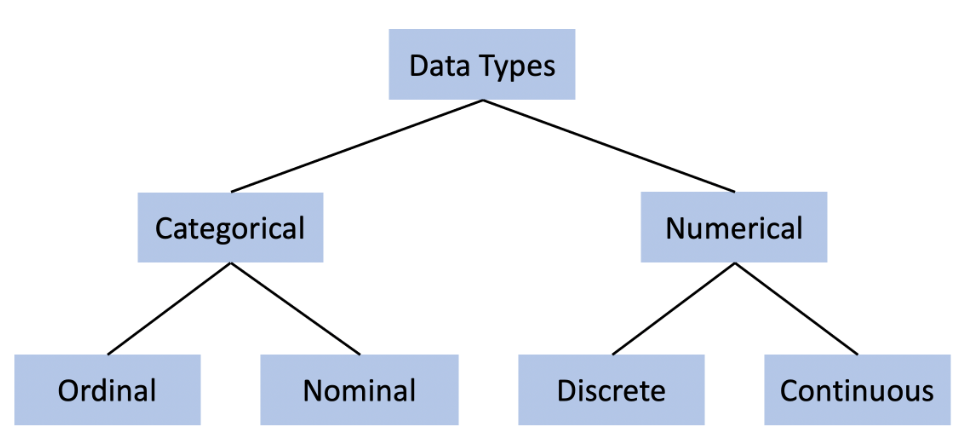 Data Types
Categorical
Numerical
Ordinal
Nominal
Discrete
Continuous